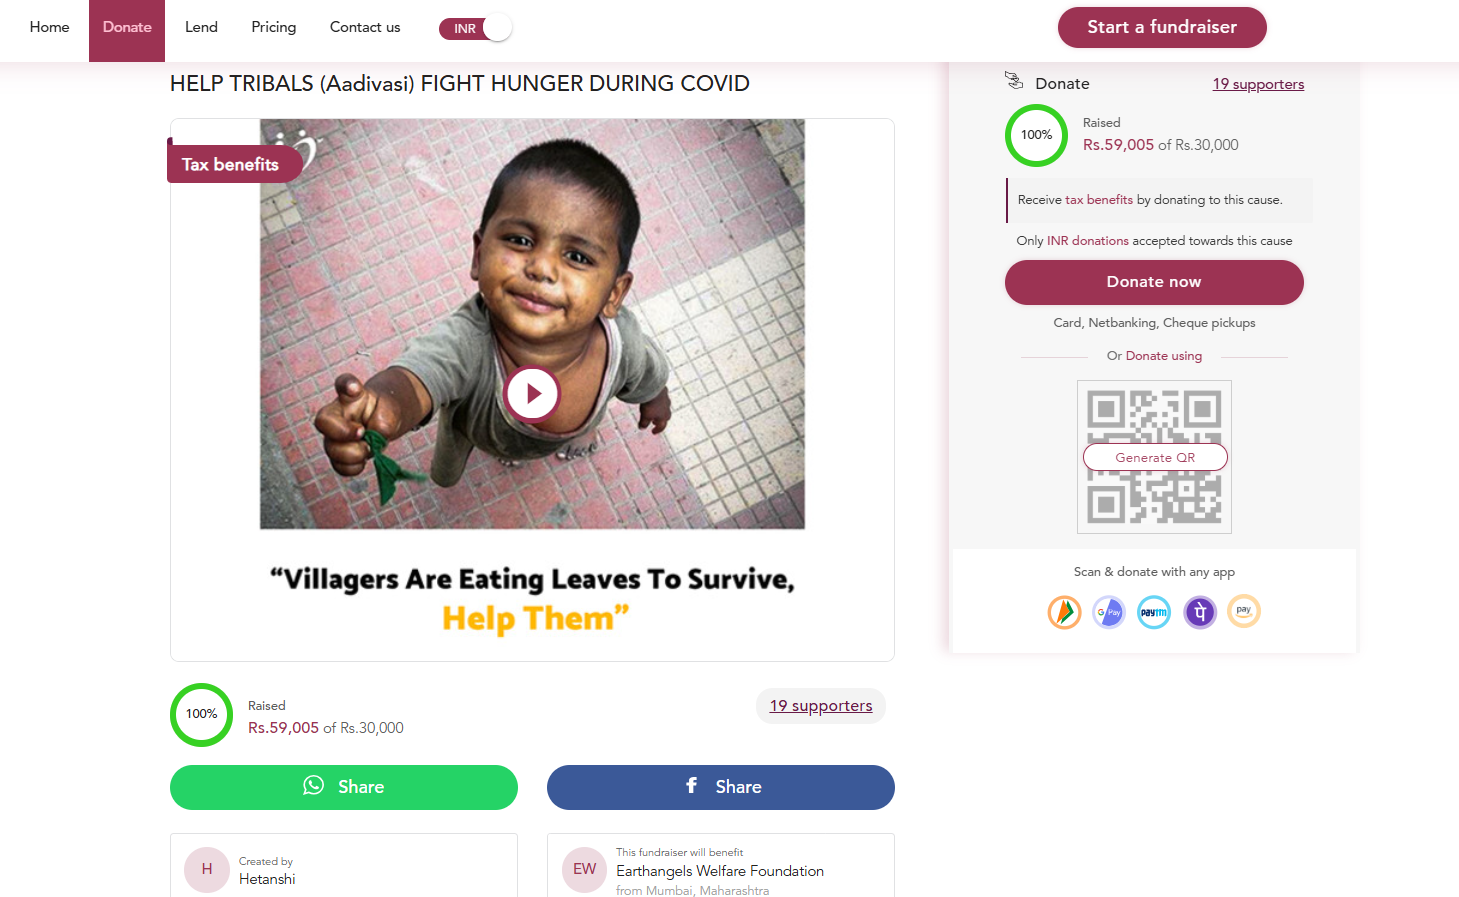 Home Donate Lend Pricing Contact us INR Start a fundraiser
HELP TRIBALS (Aadivasi) FIGHT HUNGER DURING COVID
Tax benefits
"Villagers Are Eating Leaves To Survive,
Help Them"
100%
Raised
Rs.59,005 of Rs.30,000
19 supporters
Share
Share
H
Created by
Hetanshi
EW
This fundraiser will benefit
Earthangels Welfare Foundation
from Mumbai, Maharashtra
Donate
19 supporters
100%
Raised
Rs.59,005 of Rs.30,000
Receive tax benefits by donating to this cause.
Only INR donations accepted towards this cause
Donate now
Card, Netbanking, Cheque pickups
Or Donate using
Generate QR
Scan & donate with any app
G Pay
paytm
पे
pay